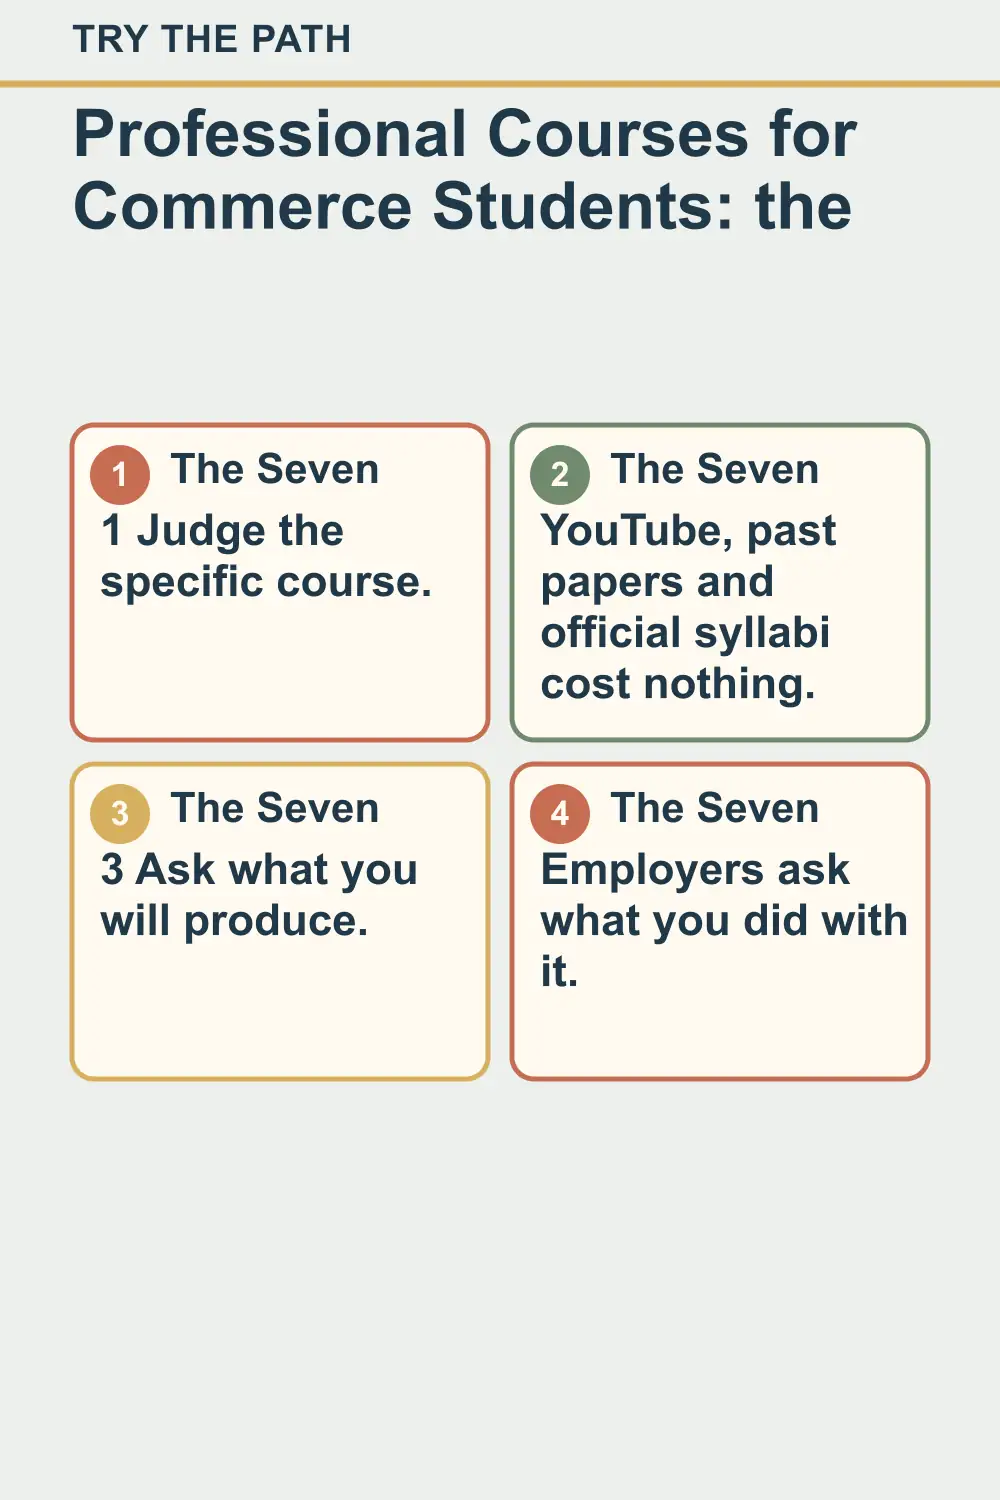 TRY THE PATH
Professional Courses for
Commerce Students: the
1 The Seven
1 Judge the
specific course.
2 The Seven
YouTube, past
papers and
official syllabi
cost nothing.
3 The Seven
3 Ask what you
will produce.
4 The Seven
Employers ask
what you did with
it.